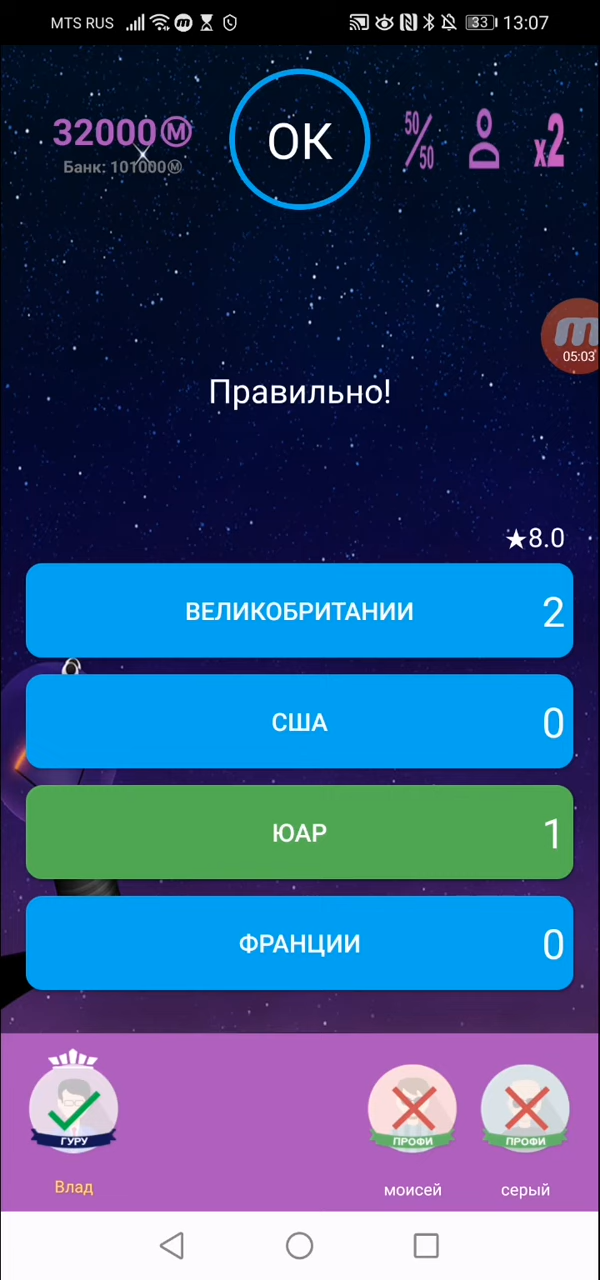 MTS RUS 33 13:07
32000Ⓜ
Банк: 101000Ⓜ
ОК
50/50
x2
05:03
Правильно!
★8.0
ВЕЛИКОБРИТАНИИ 2
США 0
ЮАР 1
ФРАНЦИИ 0
ГУРУ ПРОФИ ПРОФИ
Влад моисей серый